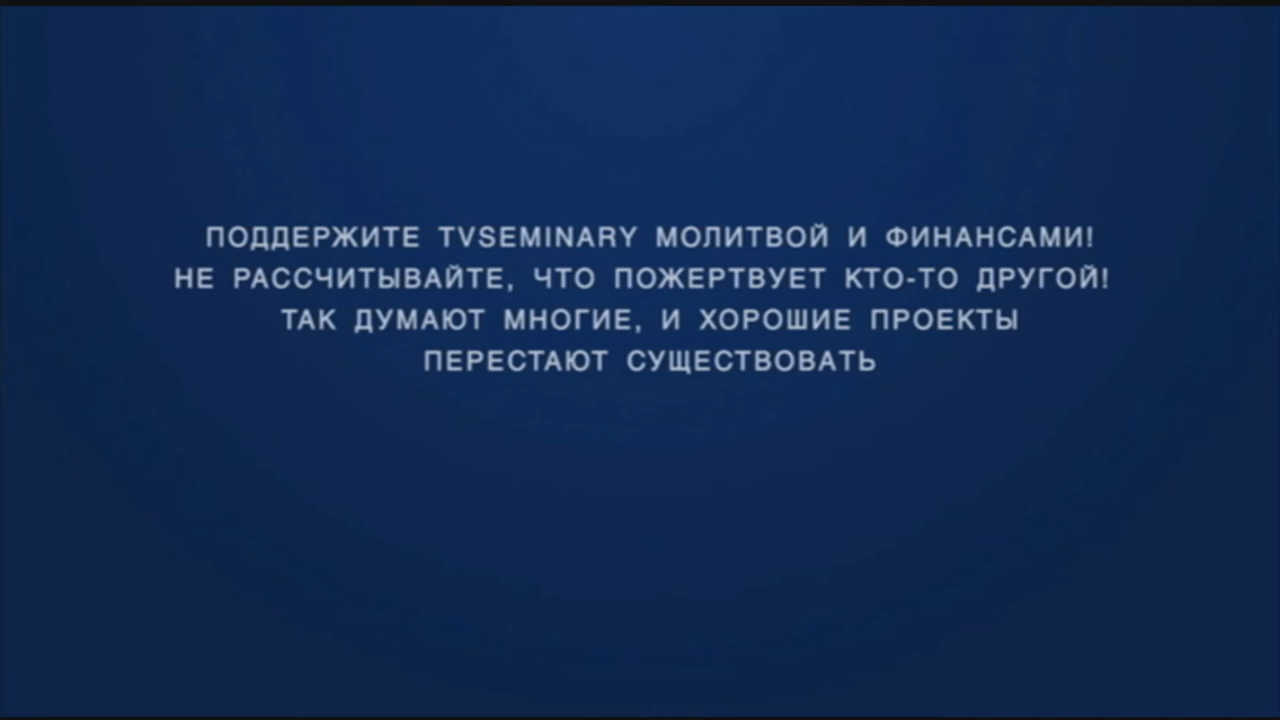 ПОДДЕРЖИТЕ TVSEMINARY МОЛИТВОЙ И ФИНАНСАМИ!
НЕ РАССЧИТЫВАЙТЕ, ЧТО ПОЖЕРТВУЕТ КТО-ТО ДРУГОЙ!
ТАК ДУМАЮТ МНОГИЕ, И ХОРОШИЕ ПРОЕКТЫ
ПЕРЕСТАЮТ СУЩЕСТВОВАТЬ